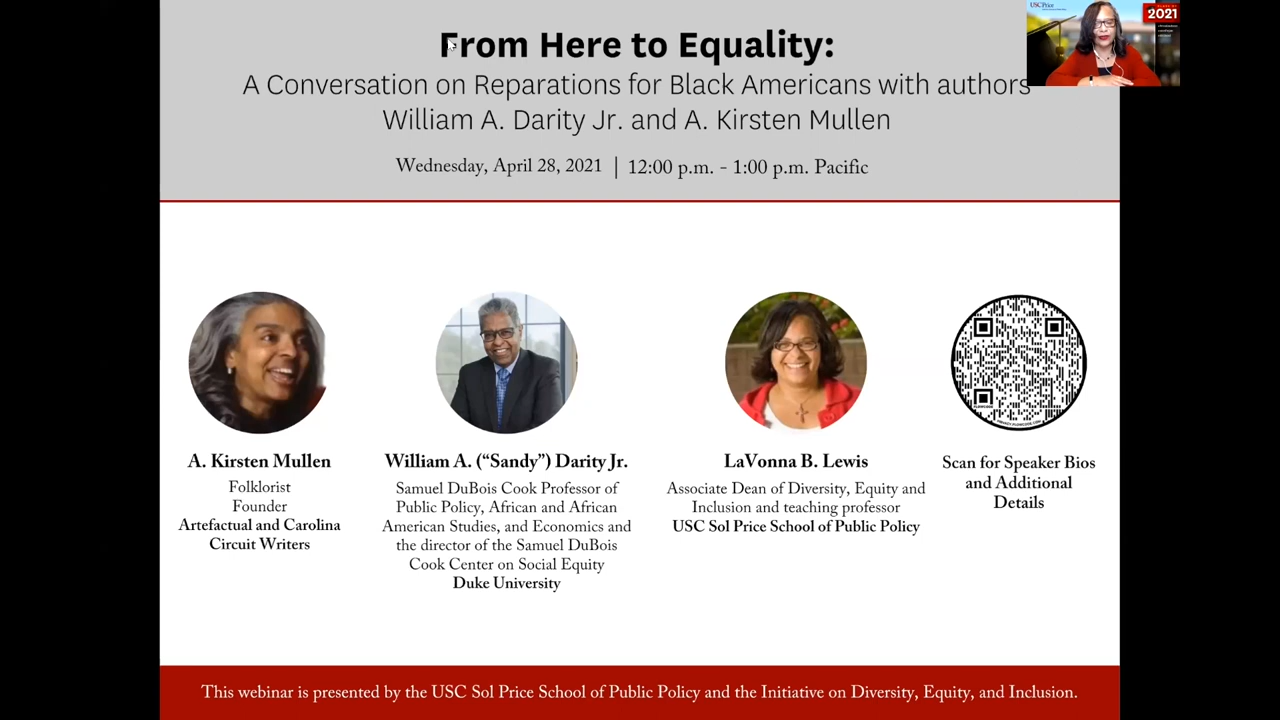 From Here to Equality:
A Conversation on Reparations for Black Americans with authors
William A. Darity Jr. and A. Kirsten Mullen
Wednesday, April 28, 2021 | 12:00 p.m. - 1:00 p.m. Pacific
USC Price
2021
A. Kirsten Mullen
Folklorist
Founder
Artefactual and Carolina
Circuit Writers
William A. (“Sandy”) Darity Jr.
Samuel DuBois Cook Professor of
Public Policy, African and African
American Studies, and Economics and
the director of the Samuel DuBois
Cook Center on Social Equity
Duke University
LaVonna B. Lewis
Associate Dean of Diversity, Equity and
Inclusion and teaching professor
USC Sol Price School of Public Policy
Scan for Speaker Bios
and Additional
Details
This webinar is presented by the USC Sol Price School of Public Policy and the Initiative on Diversity, Equity, and Inclusion.